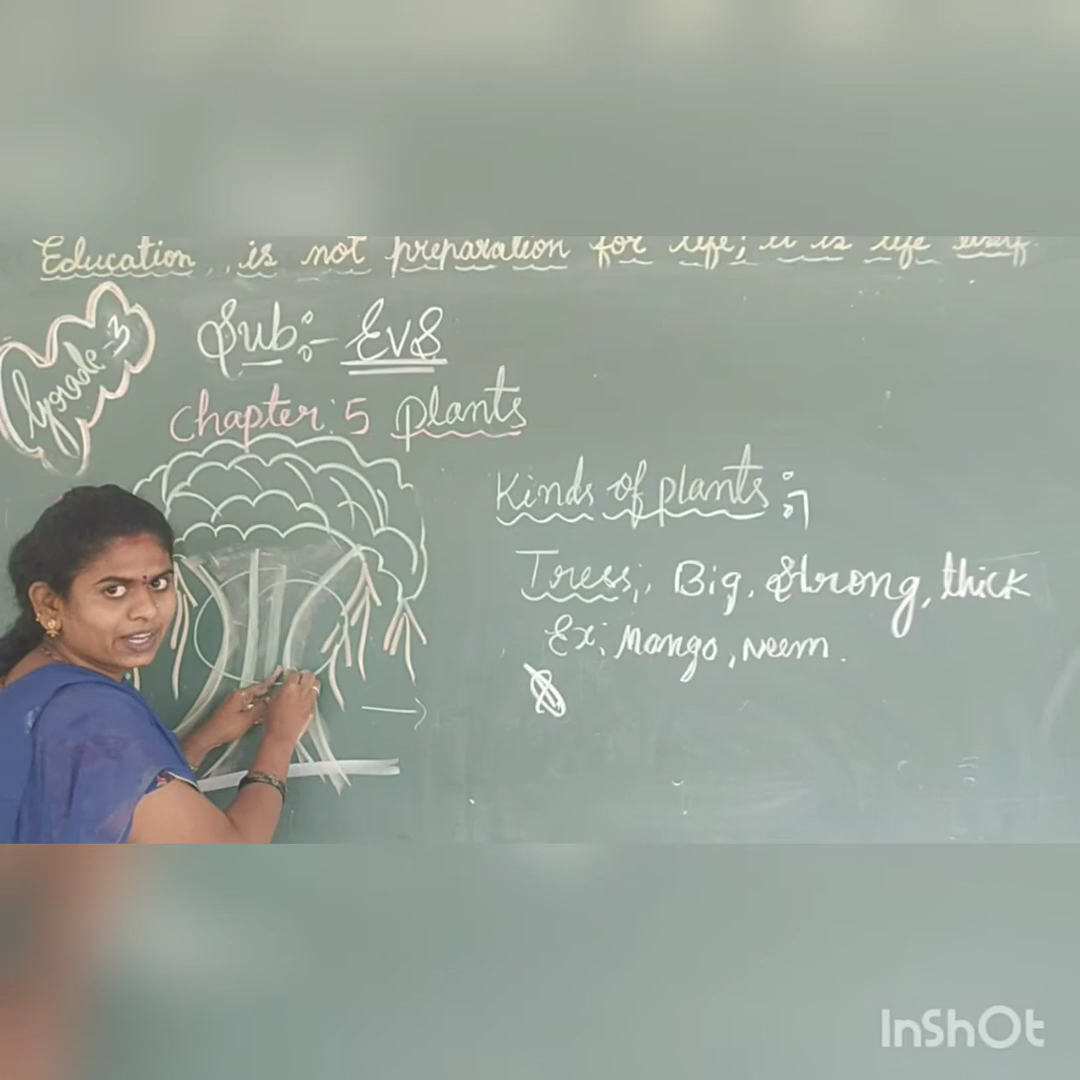 Education is not preparation for life; it is life itself.
Grade-3
Sub:- EVS
Chapter: 5 Plants
Kinds of plants :-
Tress:, Big, Strong, thick
Ex: Mango, Neem.
InShOt